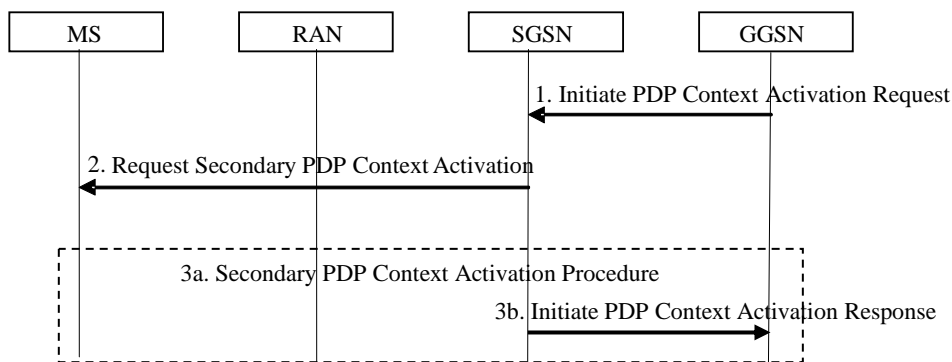 MS
RAN
SGSN
GGSN
1. Initiate PDP Context Activation Request
2. Request Secondary PDP Context Activation
3a. Secondary PDP Context Activation Procedure
3b. Initiate PDP Context Activation Response